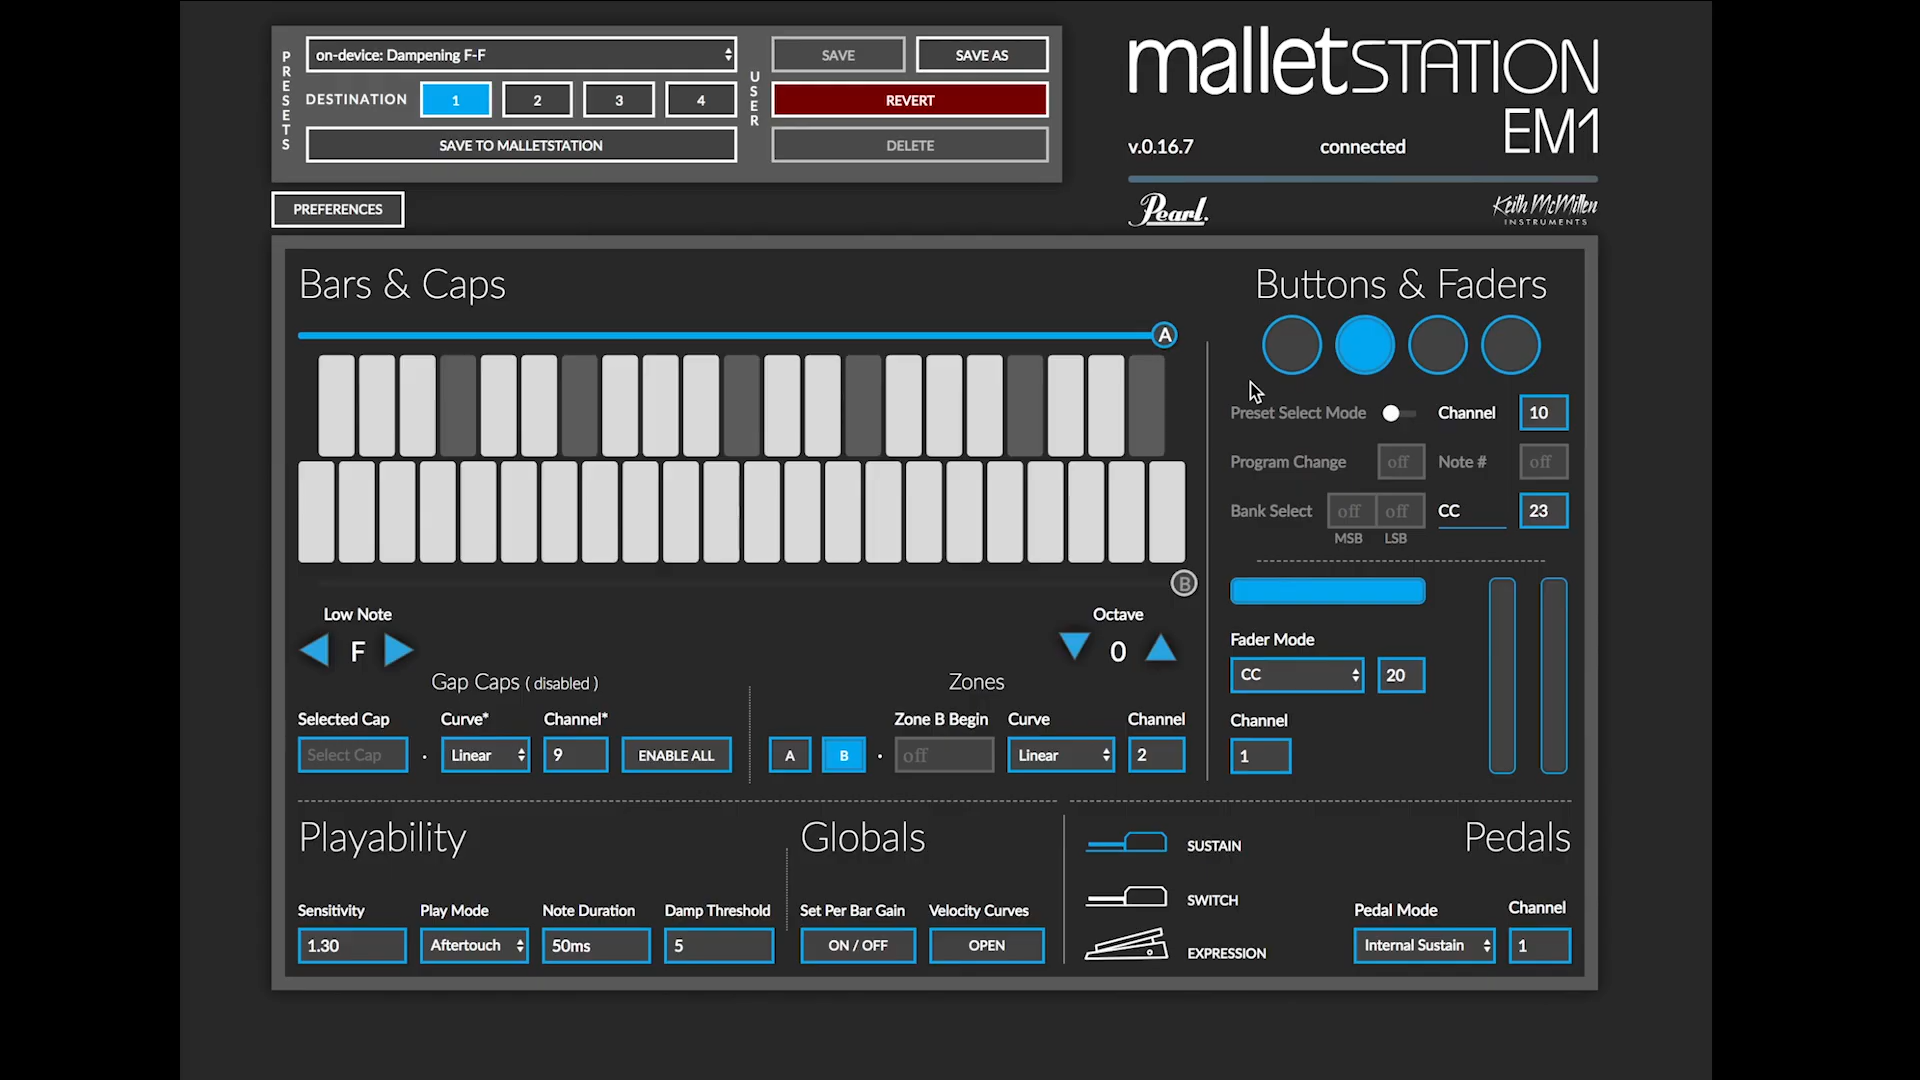 PRESETS
on-device: Dampening F-F
DESTINATION
1
2
3
4
SAVE TO MALLETSTATION
USER
SAVE
SAVE AS
REVERT
DELETE
malletSTATION
EM1
v.0.16.7
connected
Pearl.
Keith McMillen
INSTRUMENTS
PREFERENCES
Bars & Caps
A
B
Low Note
F
Octave
0
Gap Caps ( disabled )
Selected Cap
Curve*
Channel*
Select Cap
Linear
9
ENABLE ALL
Zones
Zone B Begin
Curve
Channel
A
B
off
Linear
2
Buttons & Faders
Preset Select Mode
Channel
10
Program Change
off
Note #
off
Bank Select
off
off
CC
23
MSB
LSB
Fader Mode
CC
20
Channel
1
Playability
Sensitivity
Play Mode
Note Duration
Damp Threshold
1.30
Aftertouch
50ms
5
Globals
Set Per Bar Gain
Velocity Curves
ON / OFF
OPEN
SUSTAIN
SWITCH
EXPRESSION
Pedals
Pedal Mode
Channel
Internal Sustain
1